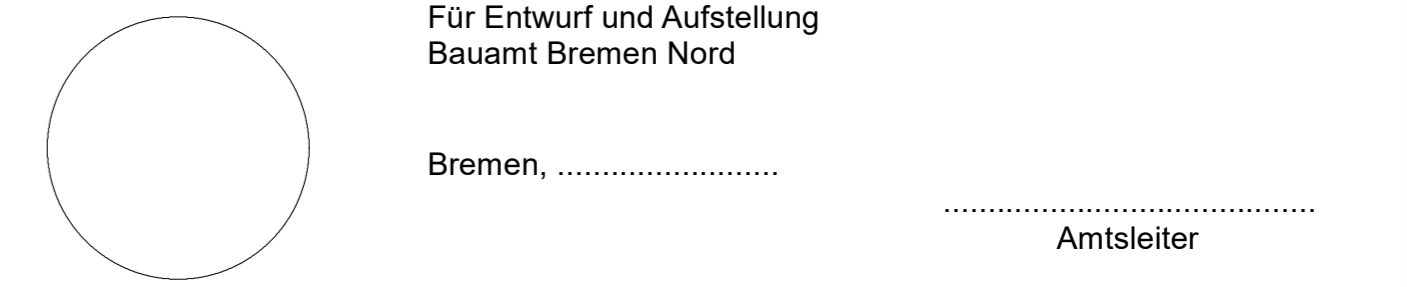 Für Entwurf und Aufstellung
Bauamt Bremen Nord
Bremen, .........................
..........................................
Amtsleiter